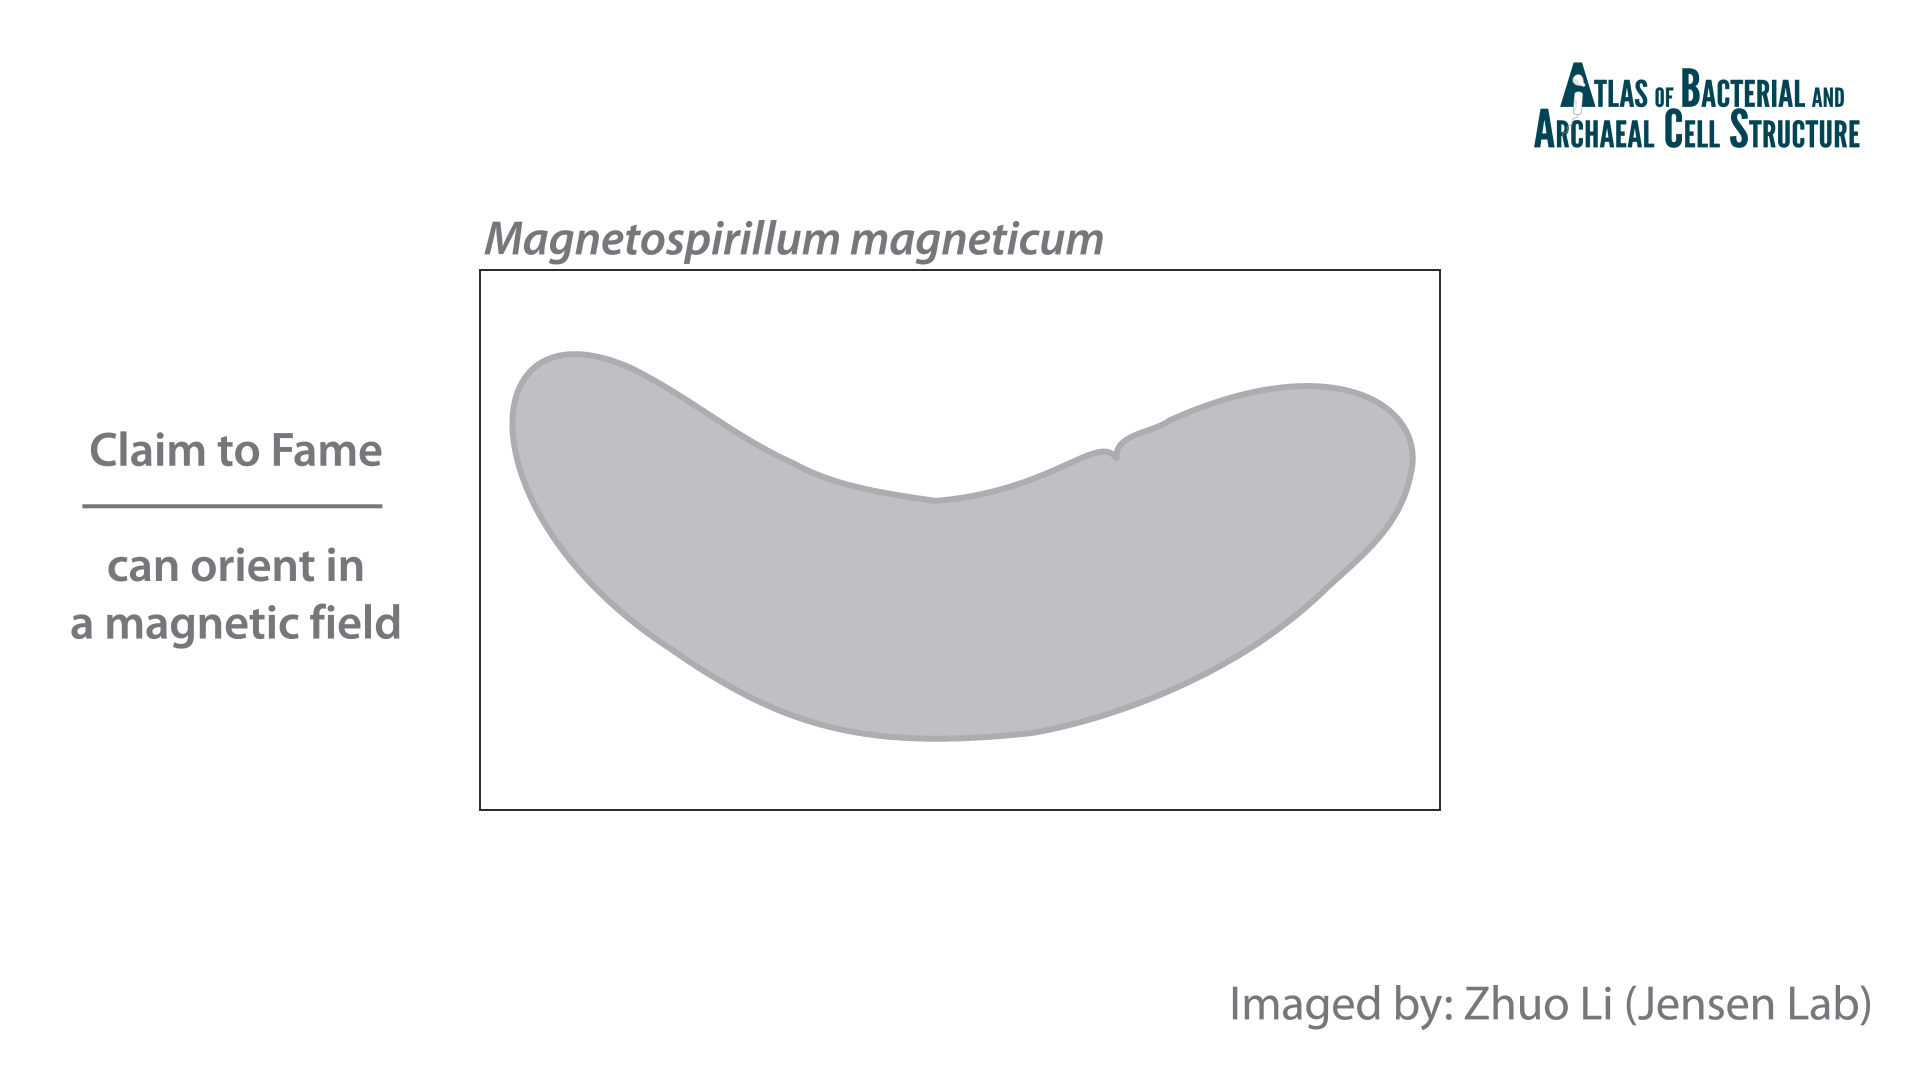 ATLAS OF BACTERIAL AND
ARCHAEAL CELL STRUCTURE
Magnetospirillum magneticum
Claim to Fame
can orient in
a magnetic field
Imaged by: Zhuo Li (Jensen Lab)